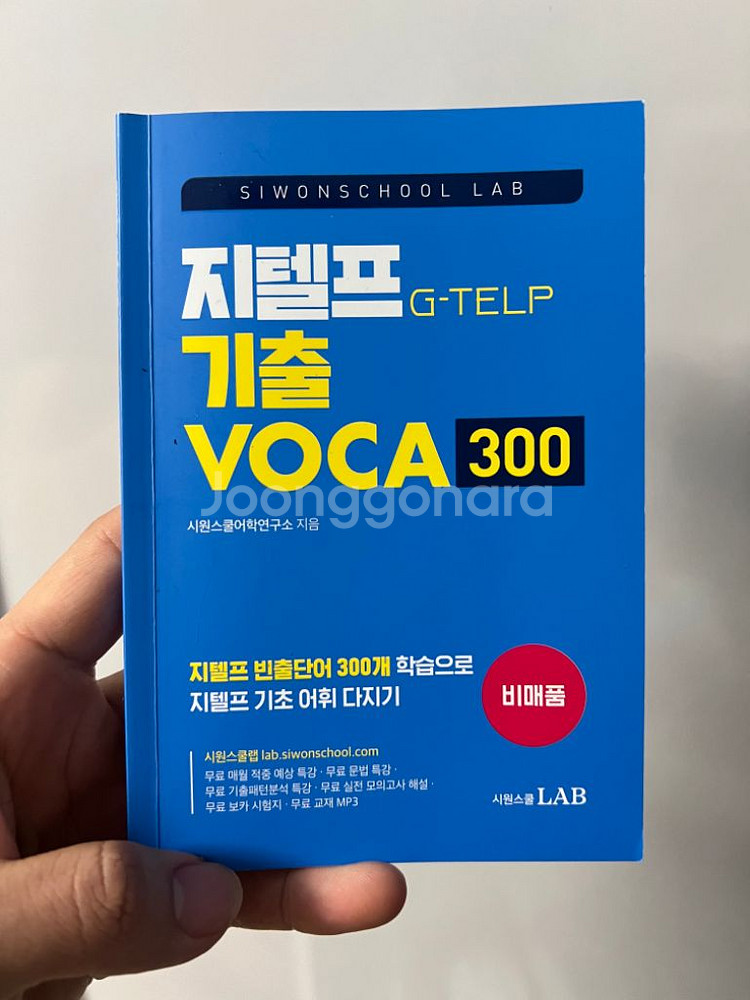 SIWONSCHOOL LAB
지텔프 G-TELP
기출
VOCA 300
Joonggonara
시원스쿨어학연구소 지음
지텔프 빈출단어 300개 학습으로
지텔프 기초 어휘 다지기
비매품
시원스쿨랩 lab.siwonschool.com
무료 매월 적중 예상 특강 · 무료 문법 특강 ·
무료 기출패턴분석 특강 · 무료 실전 모의고사 해설 ·
무료 보카 시험지 · 무료 교재 MP3
시원스쿨 LAB